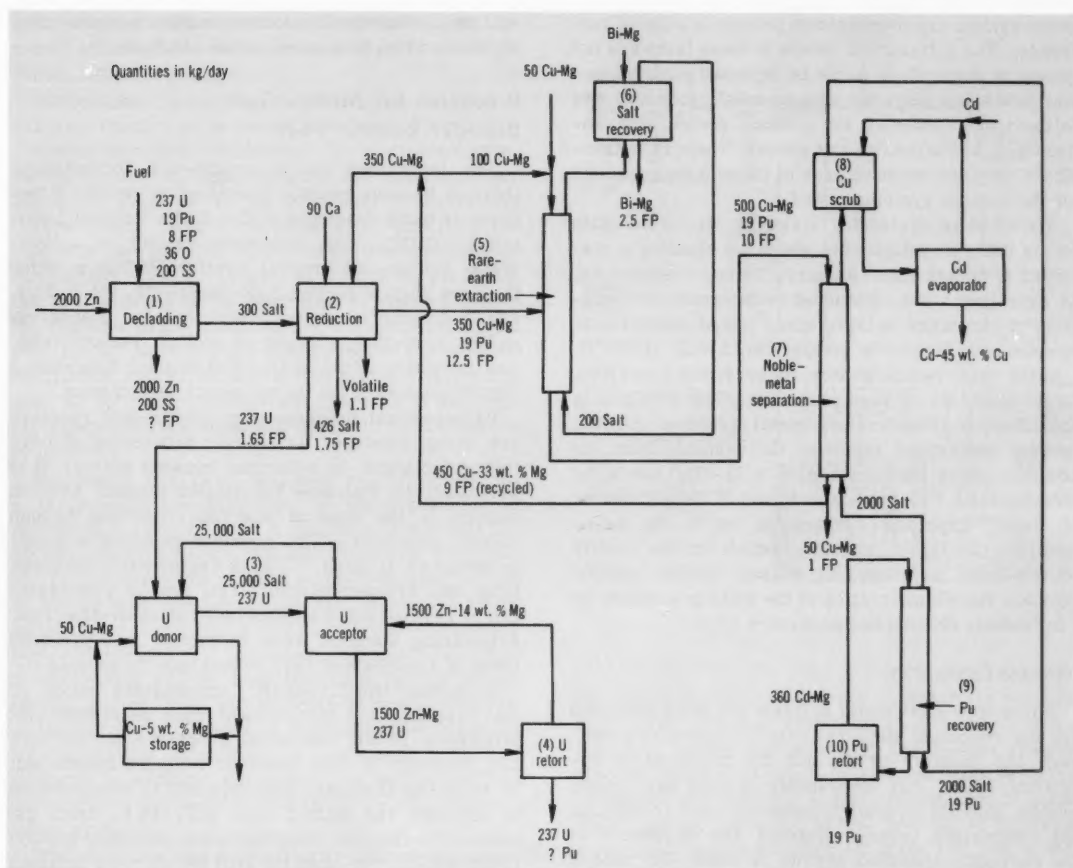 Quantities in kg/day
Fuel
237 U
19 Pu
8 FP
36 O
200 SS
2000 Zn
(1)
Decladding
2000 Zn
200 SS
? FP
300 Salt
90 Ca
350 Cu-Mg
100 Cu-Mg
(2)
Reduction
Volatile
1.1 FP
237 U
1.65 FP
426 Salt
1.75 FP
(5)
Rare-
earth
extraction
350 Cu-Mg
19 Pu
12.5 FP
50 Cu-Mg
Bi-Mg
(6)
Salt
recovery
Bi-Mg
2.5 FP
200 Salt
450 Cu-33 wt. % Mg
9 FP (recycled)
500 Cu-Mg
19 Pu
10 FP
(8)
Cu
scrub
Cd
Cd
evaporator
Cd-45 wt. % Cu
(7)
Noble-
metal
separation
2000 Salt
50 Cu-Mg
1 FP
25,000 Salt
(3)
25,000 Salt
237 U
50 Cu-Mg
U
donor
U
acceptor
1500 Zn-14 wt. % Mg
Cu-5 wt. % Mg
storage
1500 Zn-Mg
237 U
(4) U
retort
237 U
? Pu
360 Cd-Mg
(10) Pu
retort
19 Pu
(9)
Pu
recovery
2000 Salt
19 Pu